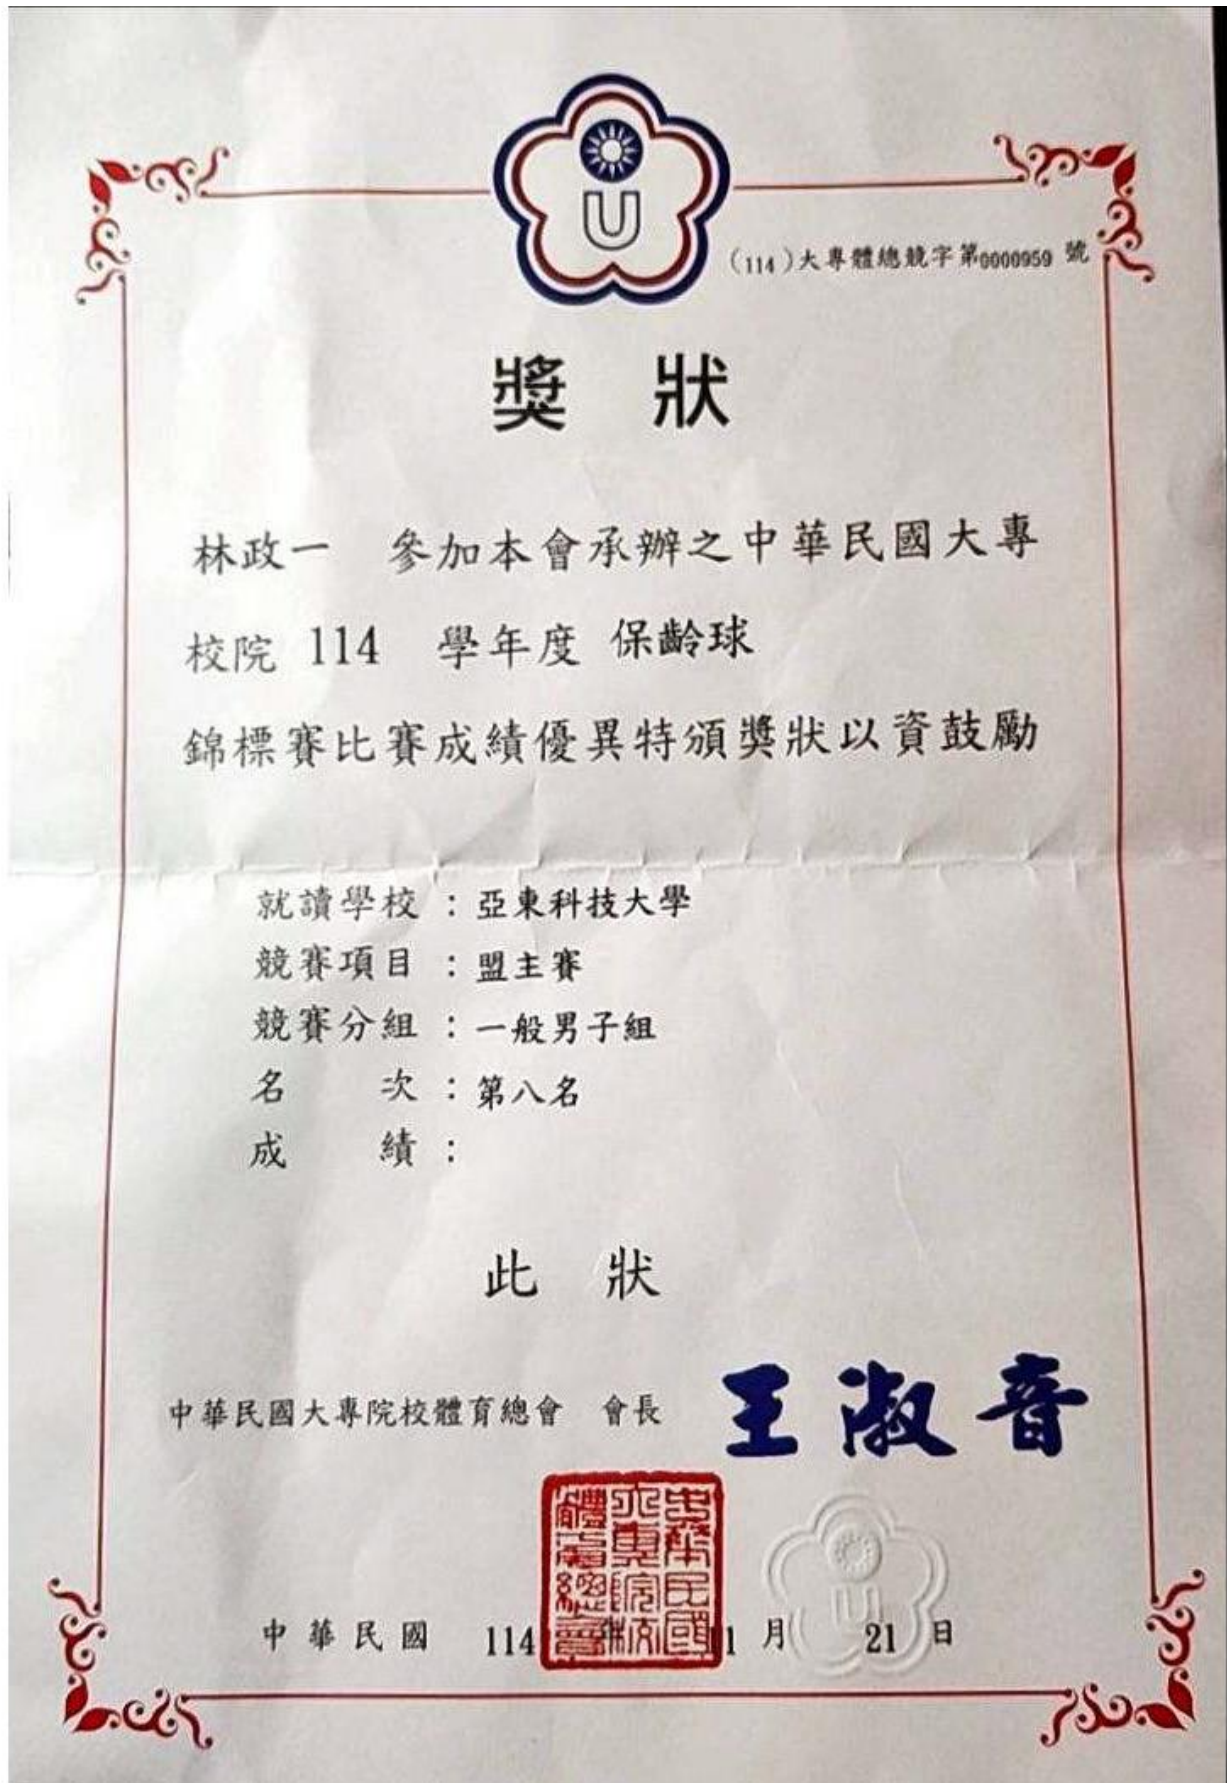 U
(114)大專體總競字第0000959 號
獎 狀
林政一 參加本會承辦之中華民國大專
校院 114 學年度 保齡球
錦標賽比賽成績優異特頒獎狀以資鼓勵
就讀學校：亞東科技大學
競賽項目：盟主賽
競賽分組：一般男子組
名 次：第八名
成 績：
此 狀
中華民國大專院校體育總會 會長 王淑音
中華民國大專院校體育總會
U
中華民國 114 年 1 月 21 日